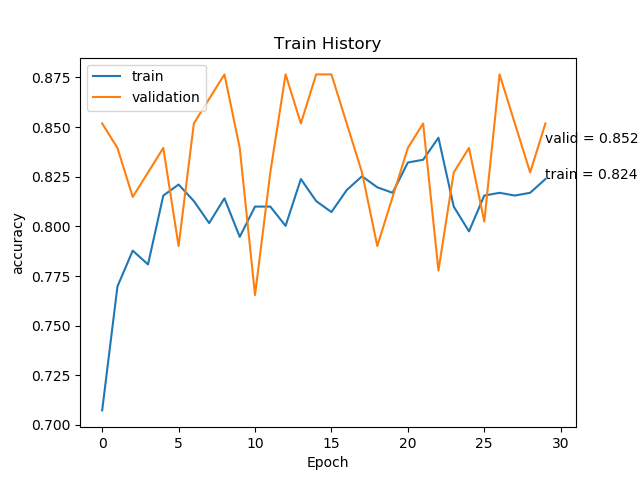 Train History
train
validation
0.875
0.850
0.825
0.800
0.775
0.750
0.725
0.700
accuracy
valid = 0.852
train = 0.824
0 5 10 15 20 25 30
Epoch